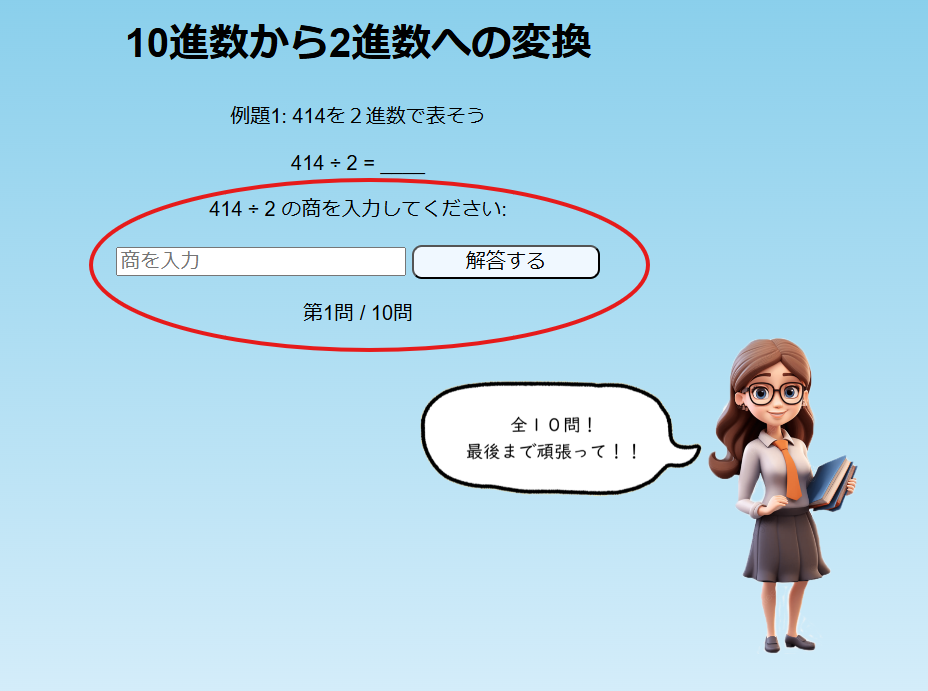 10進数から2進数への変換
例題1: 414を２進数で表そう
414 ÷ 2 = ____
414 ÷ 2 の商を入力してください:
商を入力 解答する
第1問 / 10問
全１０問！
最後まで頑張って！！